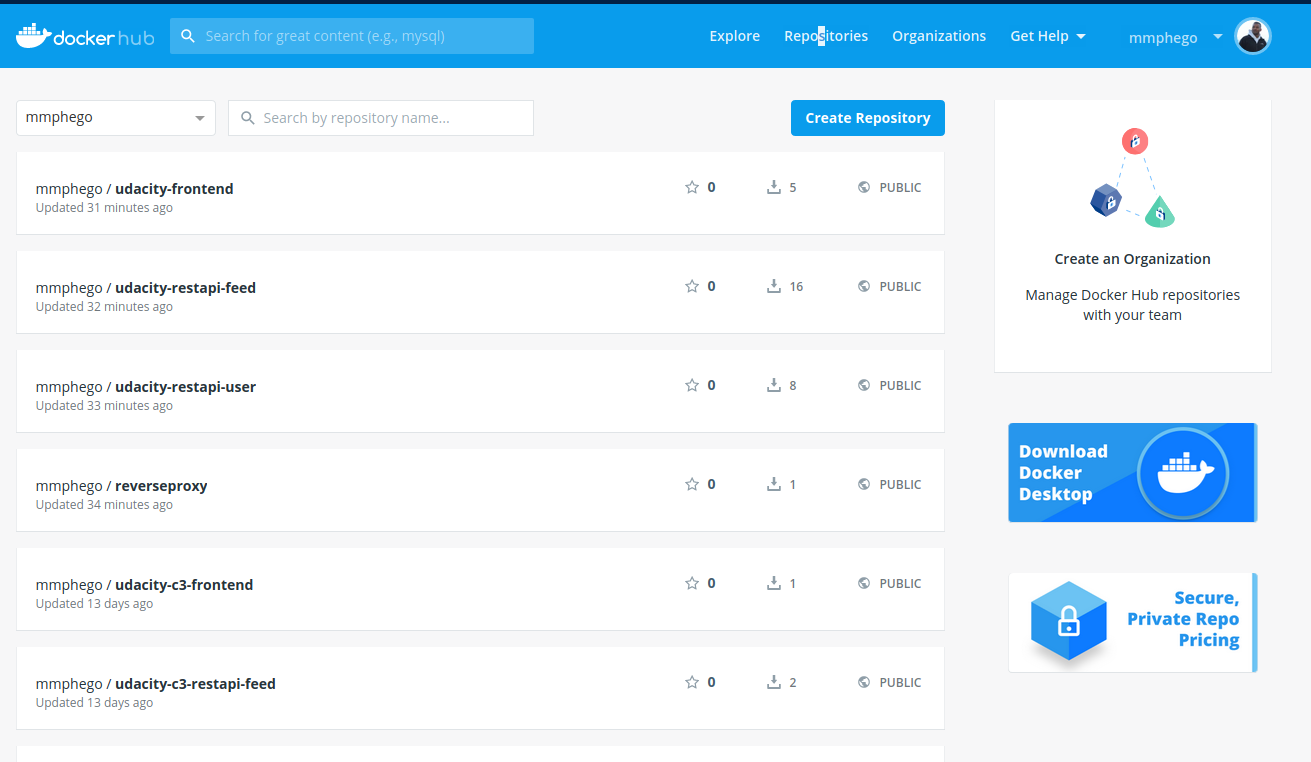 docker hub
Search for great content (e.g., mysql)
Explore
Repositories
Organizations
Get Help
mmphego
mmphego
Search by repository name...
Create Repository
mmphego / udacity-frontend
Updated 31 minutes ago
0
5
PUBLIC
mmphego / udacity-restapi-feed
Updated 32 minutes ago
0
16
PUBLIC
mmphego / udacity-restapi-user
Updated 33 minutes ago
0
8
PUBLIC
mmphego / reverseproxy
Updated 34 minutes ago
0
1
PUBLIC
mmphego / udacity-c3-frontend
Updated 13 days ago
0
1
PUBLIC
mmphego / udacity-c3-restapi-feed
Updated 13 days ago
0
2
PUBLIC
Create an Organization
Manage Docker Hub repositories
with your team
Download
Docker
Desktop
Secure,
Private Repo
Pricing